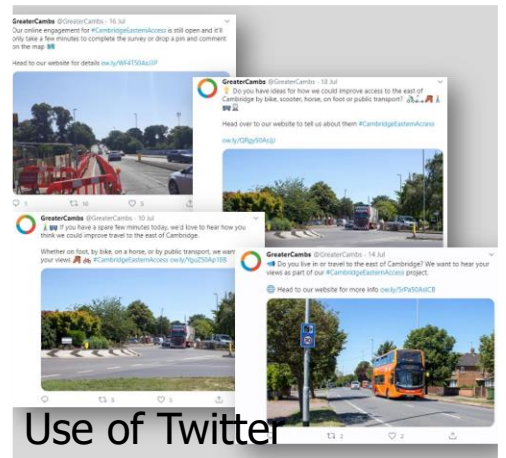 GreaterCambs @GreaterCambs · 16 Jul
Our online engagement for #CambridgeEasternAccess is still open and it'll
only take a few minutes to complete the survey or drop a pin and comment
on the map
Head to our website for details
1 10 5
GreaterCambs @GreaterCambs · 18 Jul
Do you have ideas for how we could improve access to the east of
Cambridge by bike, scooter, horse, on foot or public transport?
Head over to our website to tell us about them #CambridgeEasternAccess
GreaterCambs @GreaterCambs · 10 Jul
If you have a spare few minutes today, we'd love to hear how you
think we could improve travel to the east of Cambridge.
Whether on foot, by bike, on a horse, or by public transport, we want
your views #CambridgeEasternAccess
5 3
GreaterCambs @GreaterCambs · 14 Jul
Do you live in or travel to the east of Cambridge? We want to hear your
views as part of our #CambridgeEasternAccess project.
Head to our website for more info
2 2
Use of Twitter